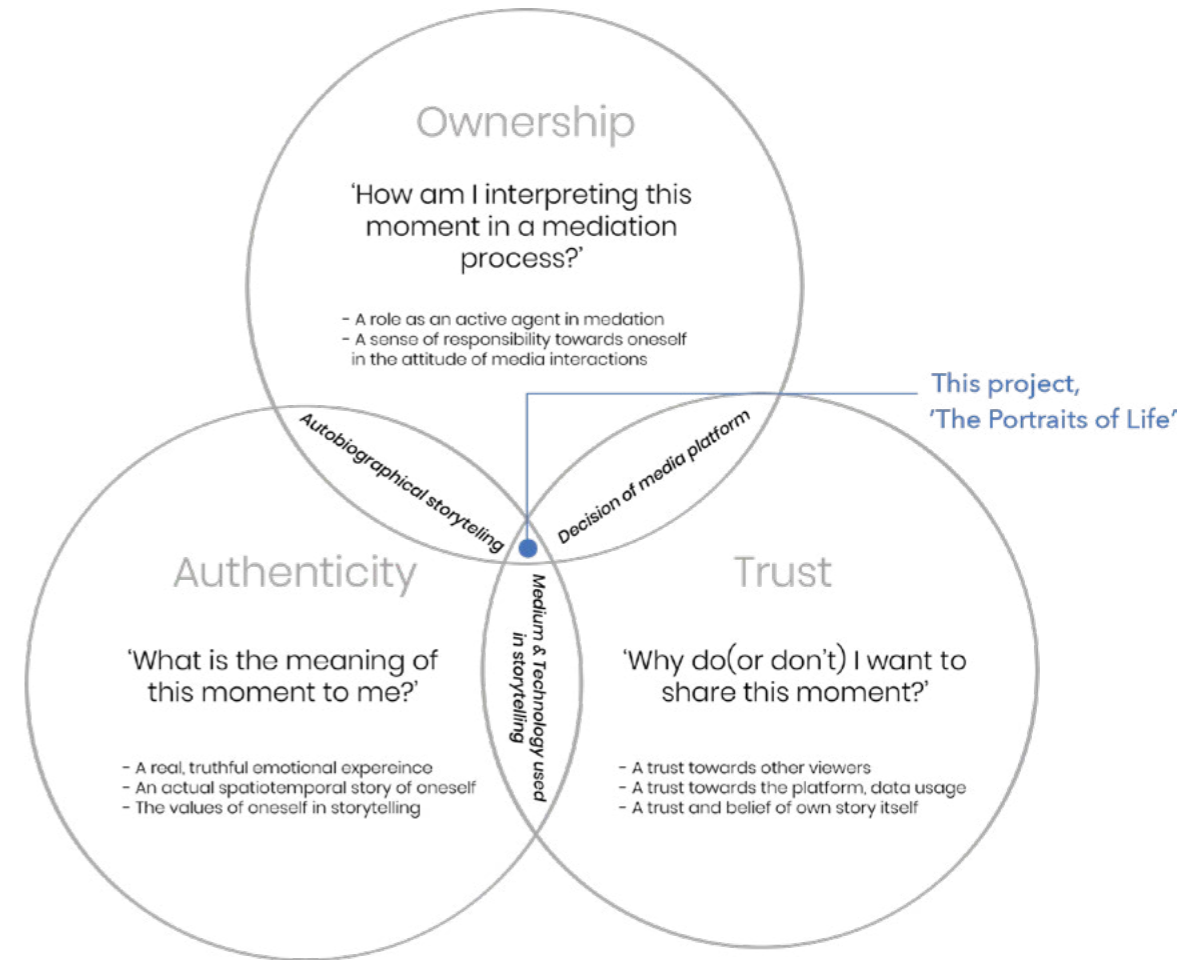 Ownership
‘How am I interpreting this
moment in a mediation
process?’
- A role as an active agent in medation
- A sense of responsibility towards oneself
in the attitude of media interactions
This project,
‘The Portraits of Life’
Autobiographical storyteling
Decision of media platform
Medium & Technology used
in storytelling
Authenticity
‘What is the meaning of
this moment to me?’
- A real, truthful emotional expereince
- An actual spatiotemporal story of oneself
- The values of oneself in storytelling
Trust
‘Why do(or don’t) I want to
share this moment?’
- A trust towards other viewers
- A trust towards the platform, data usage
- A trust and belief of own story itself